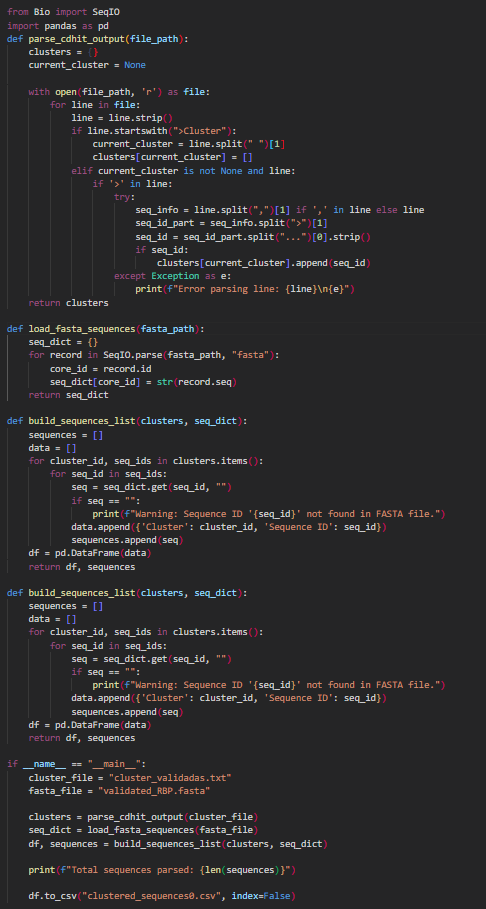 from Bio import SeqIO
import pandas as pd
def parse_cdhit_output(file_path):
    clusters = {}
    current_cluster = None

    with open(file_path, 'r') as file:
        for line in file:
            line = line.strip()
            if line.startswith(">Cluster"):
                current_cluster = line.split(" ")[1]
                clusters[current_cluster] = []
            elif current_cluster is not None and line:
                if '>' in line:
                    try:
                        seq_info = line.split(",")[1] if ',' in line else line
                        seq_id_part = seq_info.split(">")[1]
                        seq_id = seq_id_part.split("...")[0].strip()
                        if seq_id:
                            clusters[current_cluster].append(seq_id)
                    except Exception as e:
                        print(f"Error parsing line: {line}\n{e}")
    return clusters

def load_fasta_sequences(fasta_path):
    seq_dict = {}
    for record in SeqIO.parse(fasta_path, "fasta"):
        core_id = record.id
        seq_dict[core_id] = str(record.seq)
    return seq_dict

def build_sequences_list(clusters, seq_dict):
    sequences = []
    data = []
    for cluster_id, seq_ids in clusters.items():
        for seq_id in seq_ids:
            seq = seq_dict.get(seq_id, "")
            if seq == "":
                print(f"Warning: Sequence ID '{seq_id}' not found in FASTA file.")
            data.append({'Cluster': cluster_id, 'Sequence ID': seq_id})
            sequences.append(seq)
    df = pd.DataFrame(data)
    return df, sequences

def build_sequences_list(clusters, seq_dict):
    sequences = []
    data = []
    for cluster_id, seq_ids in clusters.items():
        for seq_id in seq_ids:
            seq = seq_dict.get(seq_id, "")
            if seq == "":
                print(f"Warning: Sequence ID '{seq_id}' not found in FASTA file.")
            data.append({'Cluster': cluster_id, 'Sequence ID': seq_id})
            sequences.append(seq)
    df = pd.DataFrame(data)
    return df, sequences

if __name__ == "__main__":
    cluster_file = "cluster_validadas.txt"
    fasta_file = "validated_RBP.fasta"

    clusters = parse_cdhit_output(cluster_file)
    seq_dict = load_fasta_sequences(fasta_file)
    df, sequences = build_sequences_list(clusters, seq_dict)

    print(f"Total sequences parsed: {len(sequences)}")

    df.to_csv("clustered_sequences0.csv", index=False)